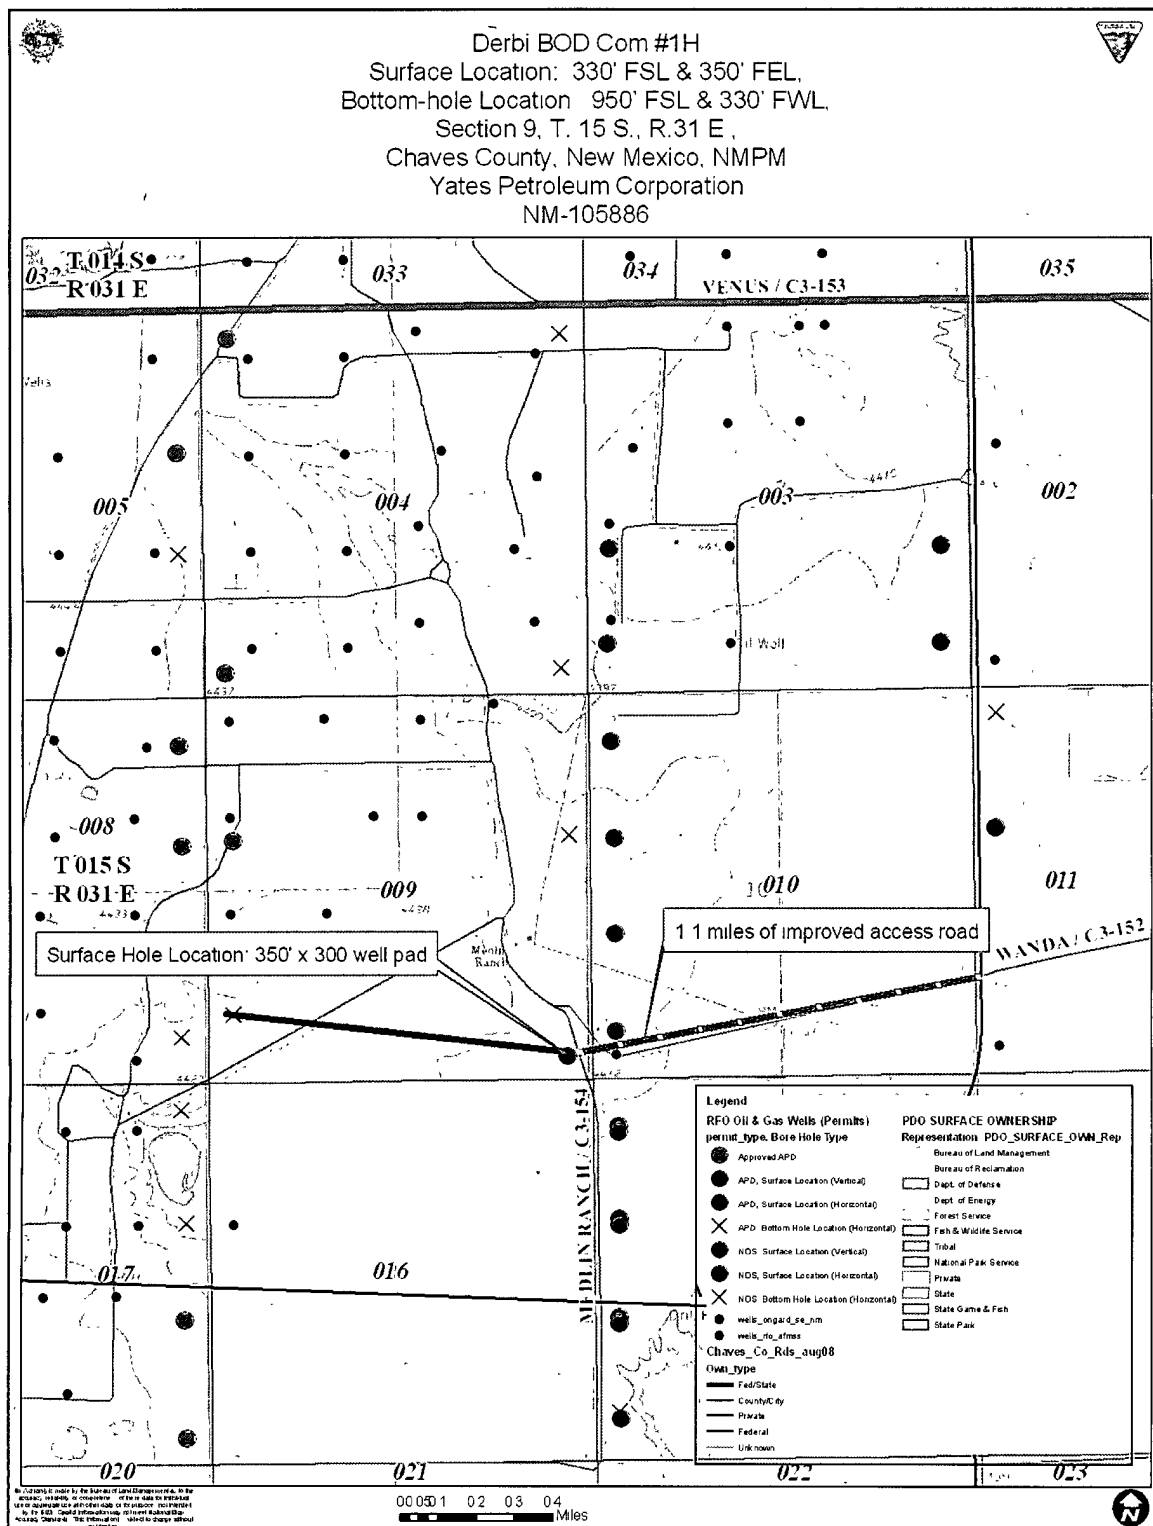 Derbi BOD Com #1H
Surface Location: 330' FSL & 350' FEL,
Bottom-hole Location 950' FSL & 330' FWL,
Section 9, T. 15 S., R.31 E,
Chaves County, New Mexico, NMPM
Yates Petroleum Corporation
NM-105886
T 014 S
R 031 E
032
033
034
035
VENUS / C3-153
005
004
003
002
4410
4432
4397
008
T 015 S
R 031 E
4433
009
4438
010
011
Surface Hole Location: 350' x 300 well pad
1 1 miles of improved access road
WANDA / C3-152
MEDLIN RANCH / C3-154
017
016
020
021
022
023
Legend
RFO Oil & Gas Wells (Permits)
permit_type, Bore Hole Type
Approved APD
APD, Surface Location (Vertical)
APD, Surface Location (Horizontal)
APD Bottom Hole Location (Horizontal)
NOS Surface Location (Vertical)
NOS, Surface Location (Horizontal)
NOS Bottom Hole Location (Horizontal)
wells_ongard_se_nm
wells_rfo_afmss
Chaves_Co_Rds_aug08
Own_type
Fed/State
County/City
Private
Federal
Unknown
PDO SURFACE OWNERSHIP
Representation PDO_SURFACE_OWN_Rep
Bureau of Land Management
Bureau of Reclamation
Dept. of Defense
Dept of Energy
Forest Service
Fish & Wildlife Service
Tribal
National Park Service
Private
State
State Game & Fish
State Park
0 0 05 0 1 0 2 0 3 0 4
Miles
N